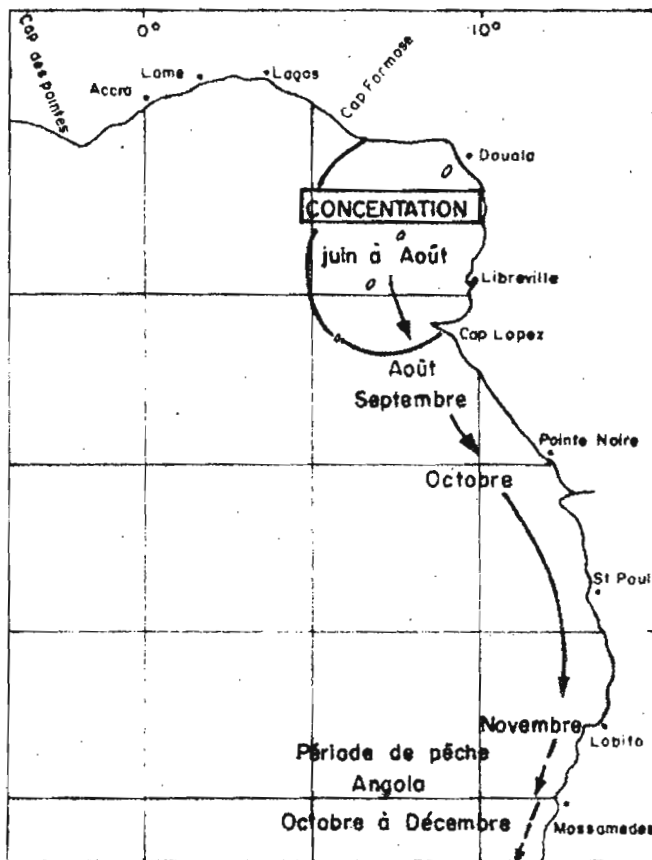 0° 10°
Cap des pointes
Accra
Lome
Lagos
Cap Formose
Douala
CONCENTATION
juin à Août
Libreville
Cap Lopez
Août
Septembre
Pointe Noire
Octobre
St Paul
Novembre
Lobito
Période de pêche
Angola
Octobre à Décembre
Mossamedes